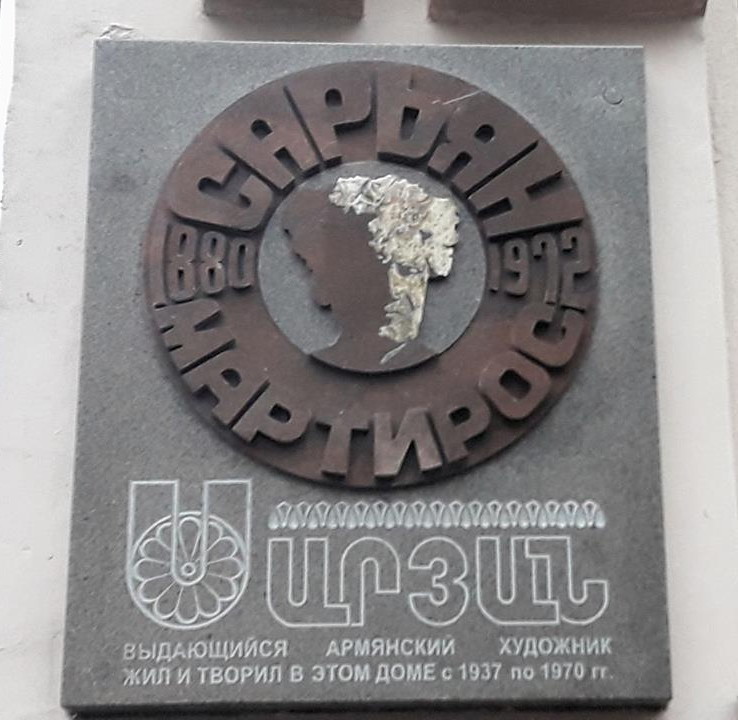 САРЬЯН
1880 1972
МАРТИРОС
ՍԱՐՅԱՆ
ВЫДАЮЩИЙСЯ АРМЯНСКИЙ ХУДОЖНИК
ЖИЛ И ТВОРИЛ В ЭТОМ ДОМЕ с 1937 по 1970 гг.